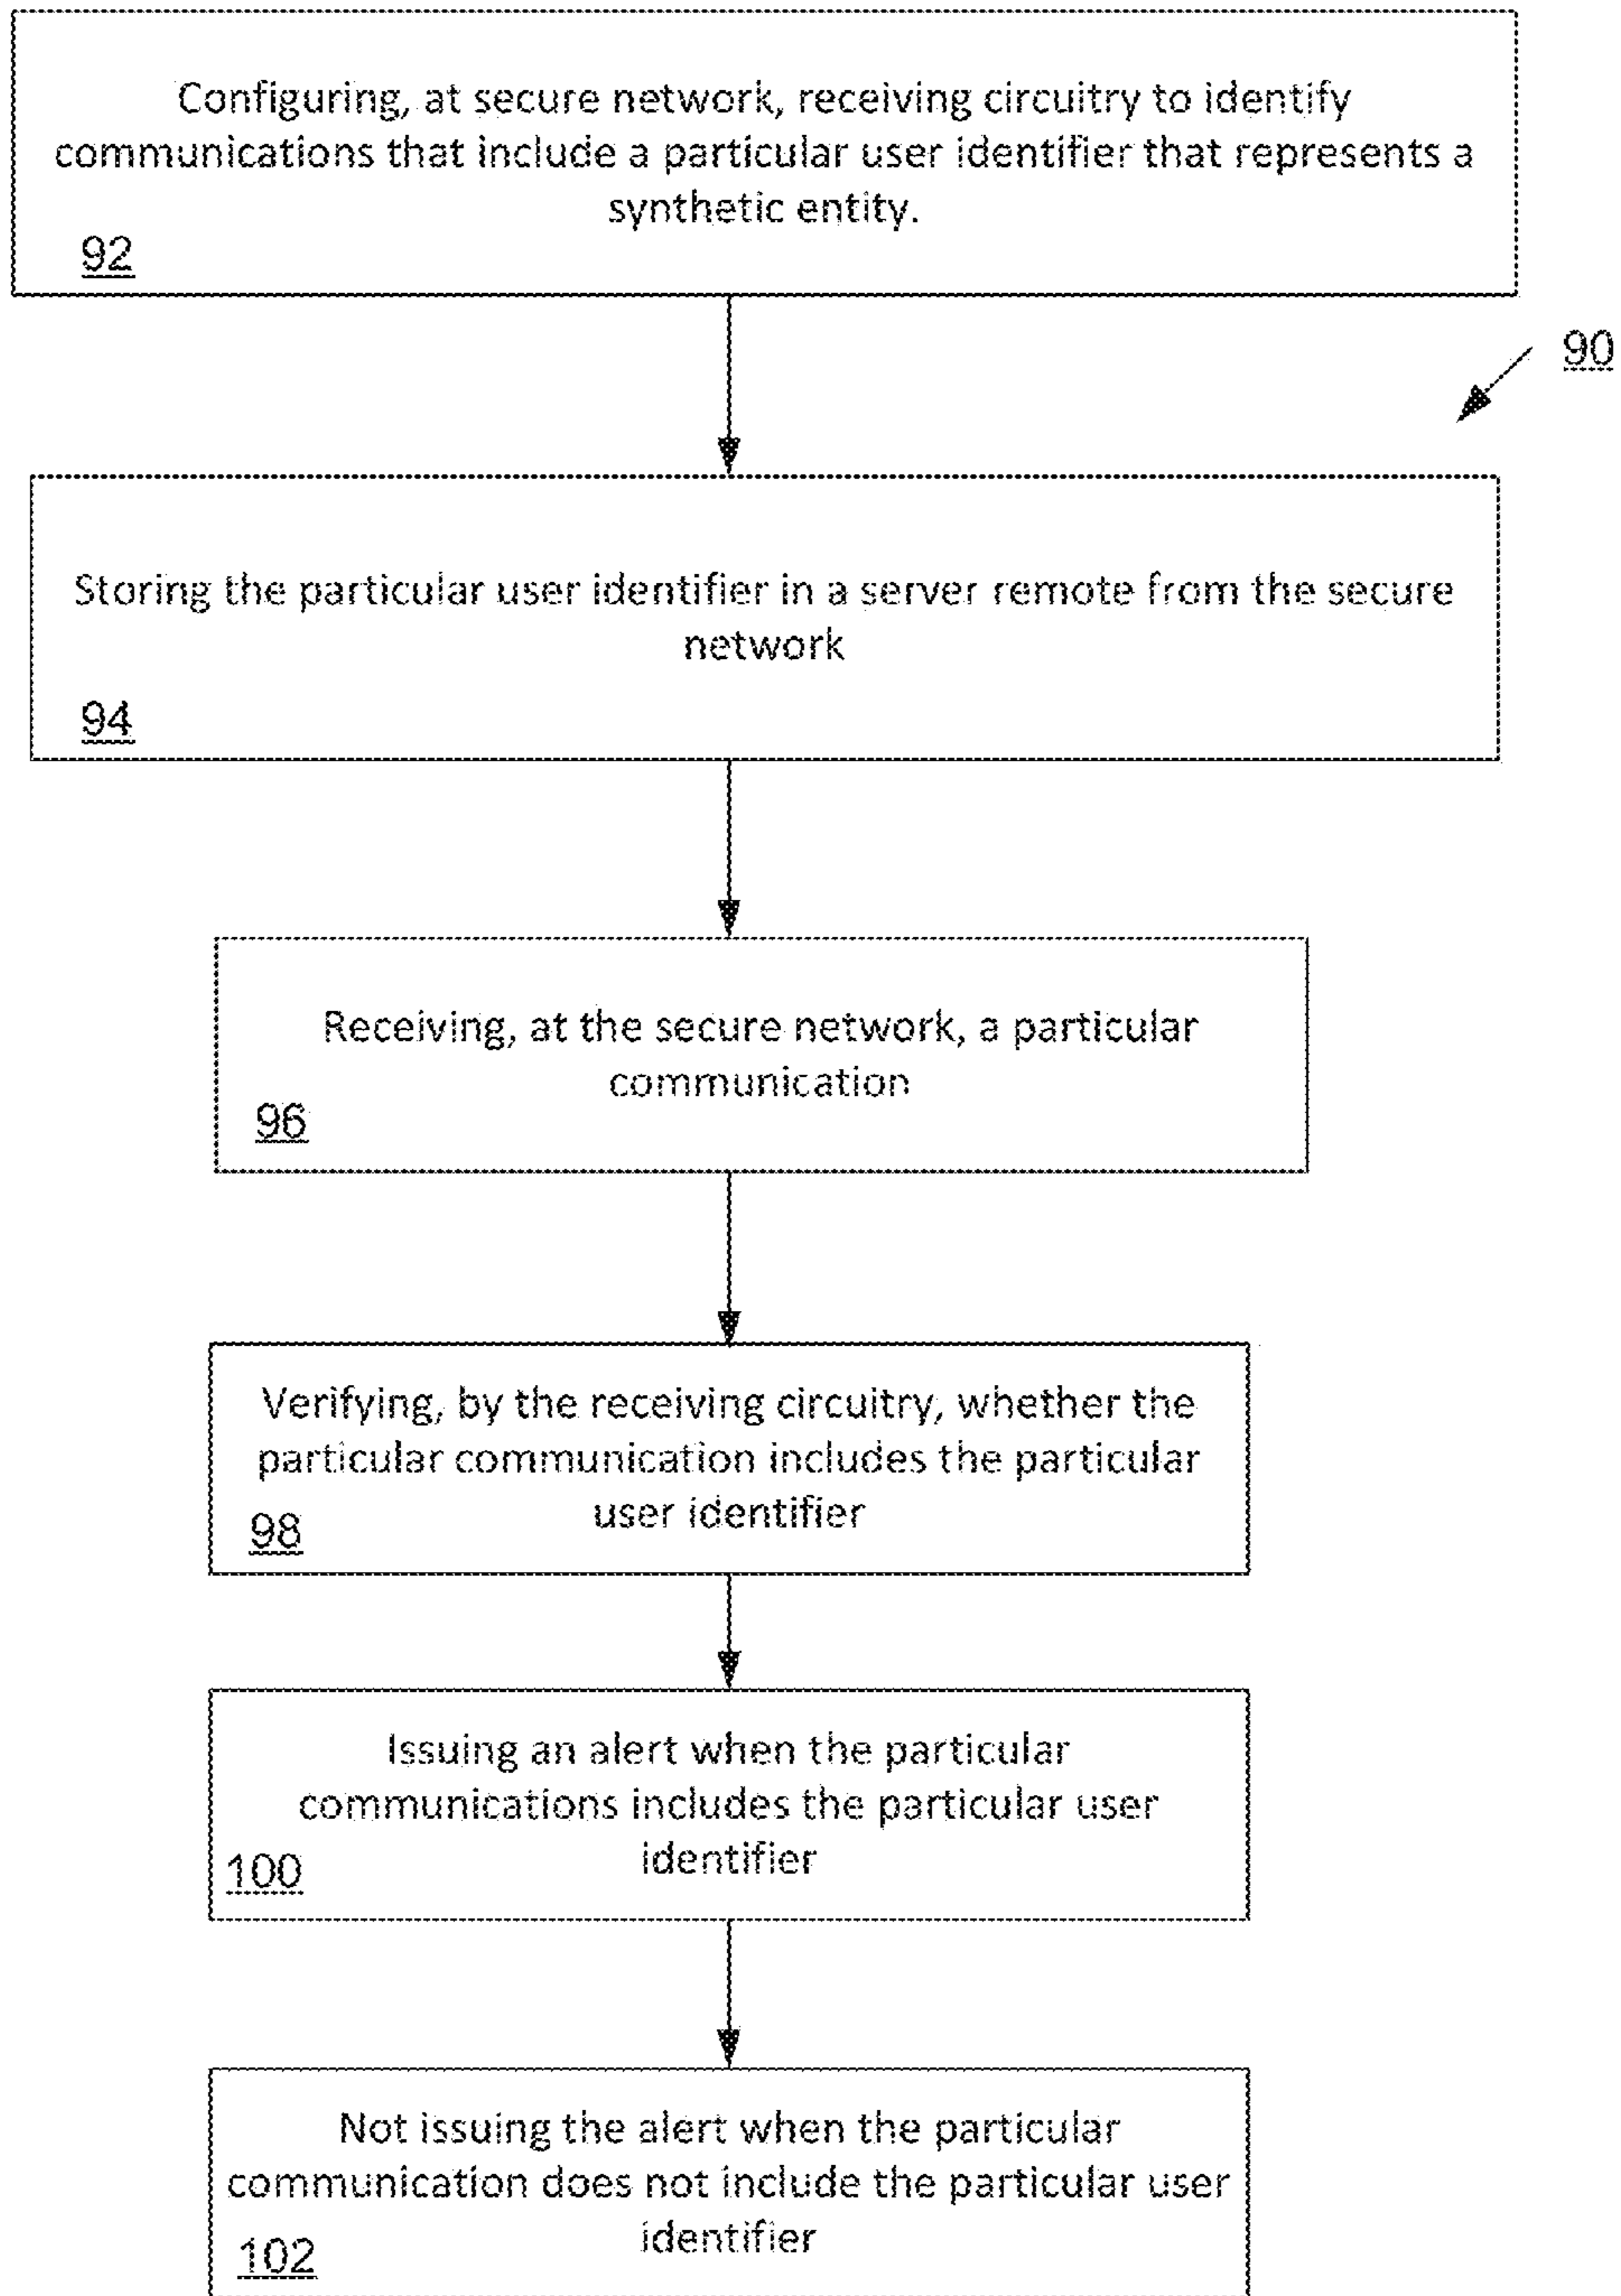 Configuring, at secure network, receiving circuitry to identify
communications that include a particular user identifier that represents a
synthetic entity.
92
90
Storing the particular user identifier in a server remote from the secure
network
94
Receiving, at the secure network, a particular
communication
96
Verifying, by the receiving circuitry, whether the
particular communication includes the particular
user identifier
98
Issuing an alert when the particular
communications includes the particular user
identifier
100
Not issuing the alert when the particular
communication does not include the particular user
identifier
102